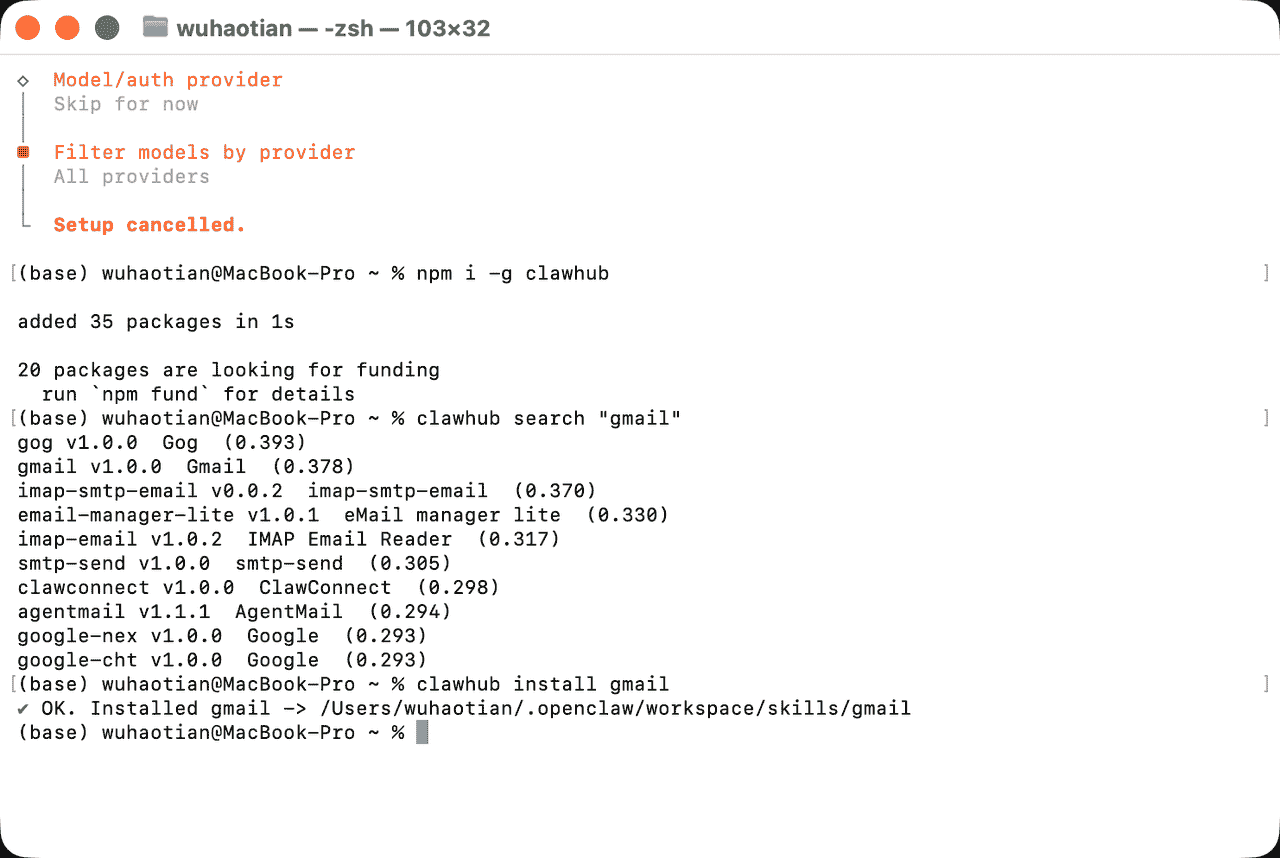 wuhaotian — -zsh — 103×32
Model/auth provider
Skip for now
Filter models by provider
All providers
Setup cancelled.
[(base) wuhaotian@MacBook-Pro ~ % npm i -g clawhub ]
added 35 packages in 1s
20 packages are looking for funding
run `npm fund` for details
[(base) wuhaotian@MacBook-Pro ~ % clawhub search "gmail" ]
gog v1.0.0  Gog  (0.393)
gmail v1.0.0  Gmail  (0.378)
imap-smtp-email v0.0.2  imap-smtp-email  (0.370)
email-manager-lite v1.0.1  eMail manager lite  (0.330)
imap-email v1.0.2  IMAP Email Reader  (0.317)
smtp-send v1.0.0  smtp-send  (0.305)
clawconnect v1.0.0  ClawConnect  (0.298)
agentmail v1.1.1  AgentMail  (0.294)
google-nex v1.0.0  Google  (0.293)
google-cht v1.0.0  Google  (0.293)
[(base) wuhaotian@MacBook-Pro ~ % clawhub install gmail ]
✔ OK. Installed gmail -> /Users/wuhaotian/.openclaw/workspace/skills/gmail
(base) wuhaotian@MacBook-Pro ~ %